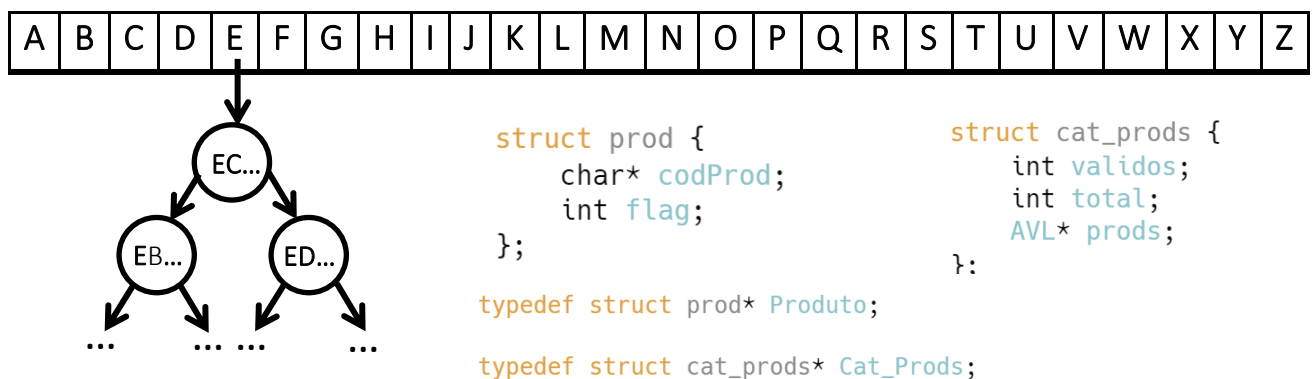 A B C D E F G H I J K L M N O P Q R S T U V W X Y Z
EC...
EB... ED...
... ... ... ...
struct prod {
char* codProd;
int flag;
};
struct cat_prods {
int validos;
int total;
AVL* prods;
};
typedef struct prod* Produto;
typedef struct cat_prods* Cat_Prods;